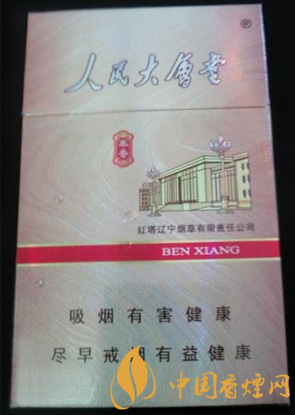 人民大會堂
®
本香
红塔辽宁烟草有限责任公司
BEN XIANG
吸烟有害健康
尽早戒烟有益健康
中国香烟网